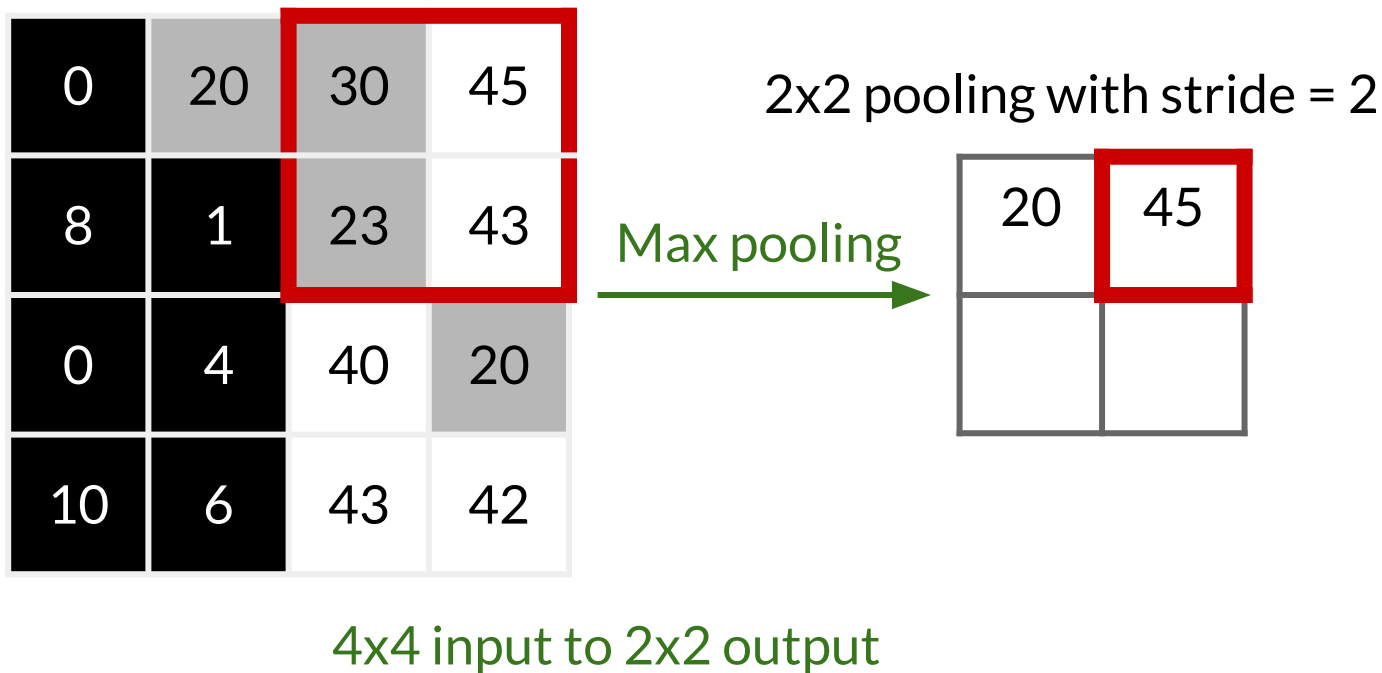 0 20 30 45
2x2 pooling with stride = 2
8 1 23 43
20 45
Max pooling
0 4 40 20
10 6 43 42
4x4 input to 2x2 output